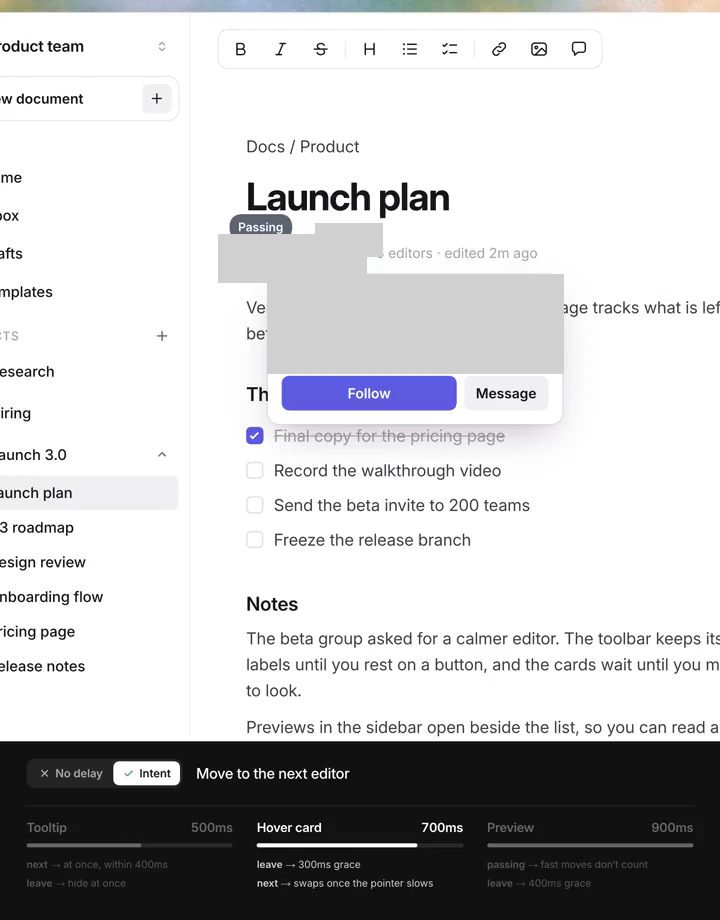 roduct team
ew document
me
box
afts
mplates
CTS
esearch
iring
aunch 3.0
aunch plan
3 roadmap
esign review
nboarding flow
ricing page
elease notes
B I S H
Docs / Product
Launch plan
Passing
editors · edited 2m ago
Ve
age tracks what is lef
be
Th
Follow
Message
Final copy for the pricing page
Record the walkthrough video
Send the beta invite to 200 teams
Freeze the release branch
Notes
The beta group asked for a calmer editor. The toolbar keeps its
labels until you rest on a button, and the cards wait until you m
to look.
Previews in the sidebar open beside the list, so you can read a
No delay
Intent
Move to the next editor
Tooltip 500ms
next → at once, within 400ms
leave → hide at once
Hover card 700ms
leave → 300ms grace
next → swaps once the pointer slows
Preview 900ms
passing → fast moves don't count
leave → 400ms grace